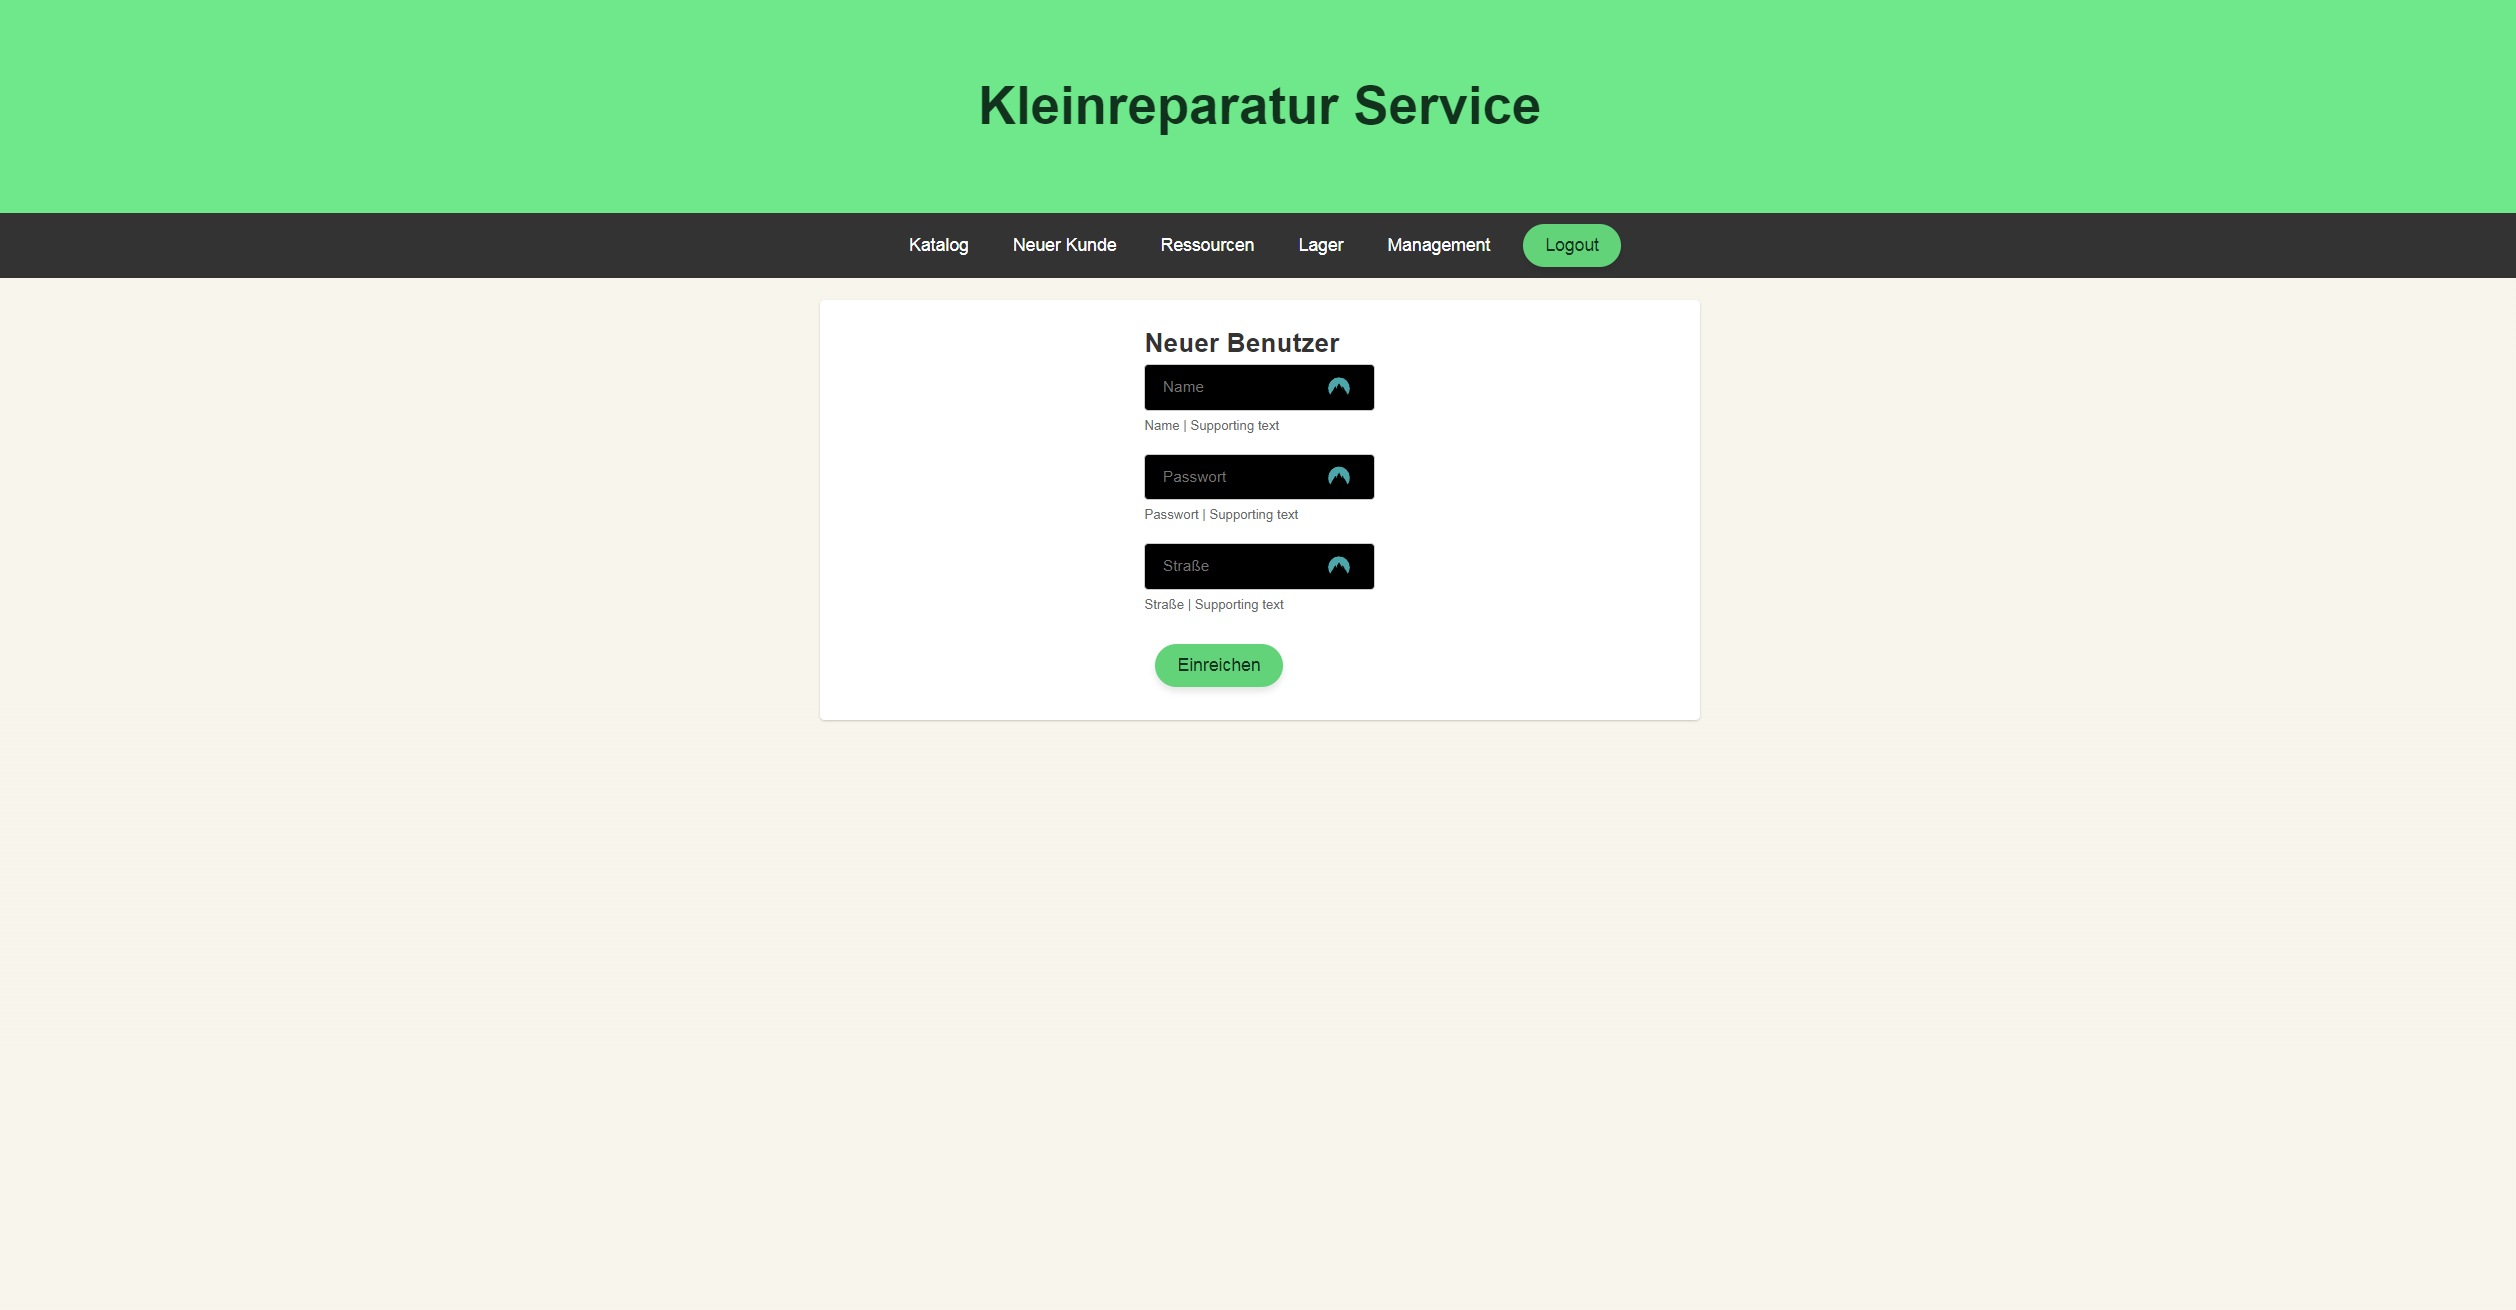 Kleinreparatur Service
Katalog Neuer Kunde Ressourcen Lager Management Logout
Neuer Benutzer
Name
Name | Supporting text
Passwort
Passwort | Supporting text
Straße
Straße | Supporting text
Einreichen